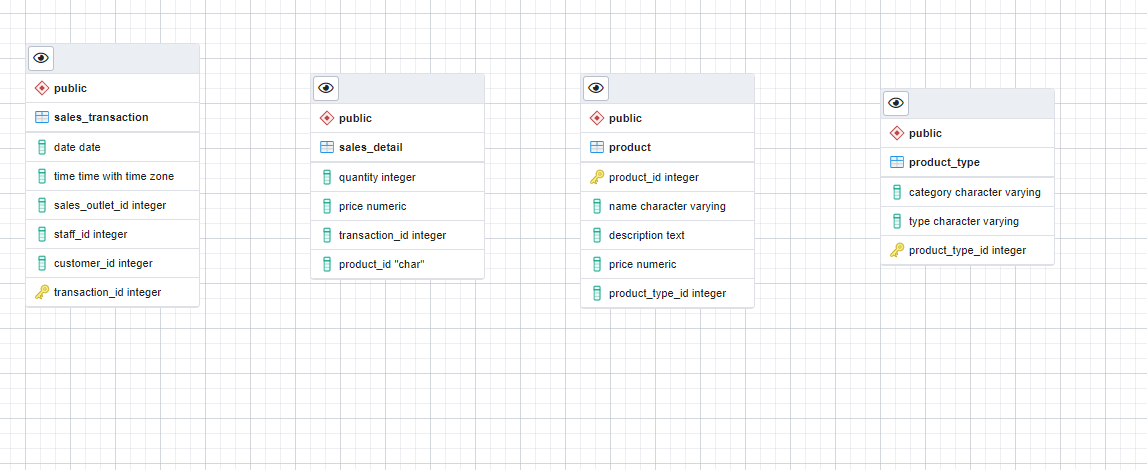 public
sales_transaction
date date
time time with time zone
sales_outlet_id integer
staff_id integer
customer_id integer
transaction_id integer
public
sales_detail
quantity integer
price numeric
transaction_id integer
product_id "char"
public
product
product_id integer
name character varying
description text
price numeric
product_type_id integer
public
product_type
category character varying
type character varying
product_type_id integer